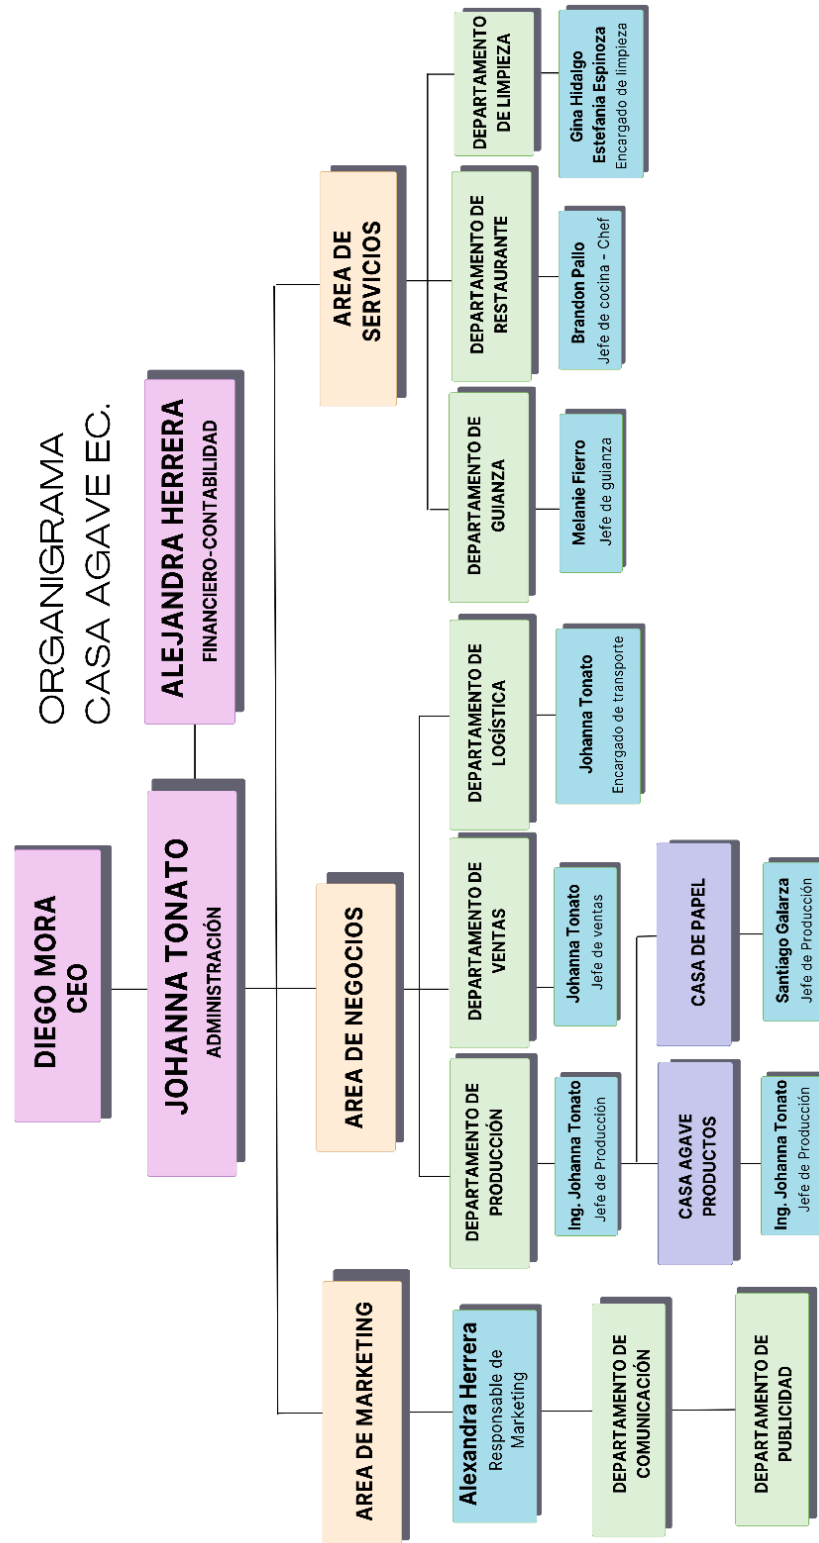 ORGANIGRAMA
CASA AGAVE EC.
DIEGO MORA
CEO
JOHANNA TONATO
ADMINISTRACIÓN
ALEJANDRA HERRERA
FINANCIERO-CONTABILIDAD
AREA DE MARKETING
Alexandra Herrera
Responsable de
Marketing
DEPARTAMENTO DE
COMUNICACIÓN
DEPARTAMENTO DE
PUBLICIDAD
AREA DE NEGOCIOS
DEPARTAMENTO DE
PRODUCCIÓN
Ing. Johanna Tonato
Jefe de Producción
CASA AGAVE
PRODUCTOS
Ing. Johanna Tonato
Jefe de Producción
CASA DE PAPEL
Santiago Galarza
Jefe de Producción
DEPARTAMENTO DE
VENTAS
Johanna Tonato
Jefe de ventas
DEPARTAMENTO DE
LOGÍSTICA
Johanna Tonato
Encargado de transporte
AREA DE
SERVICIOS
DEPARTAMENTO DE
GUIANZA
Melanie Fierro
Jefe de guianza
DEPARTAMENTO DE
RESTAURANTE
Brandon Pallo
Jefe de cocina - Chef
DEPARTAMENTO
DE LIMPIEZA
Gina Hidalgo
Estefania Espinoza
Encargado de limpieza